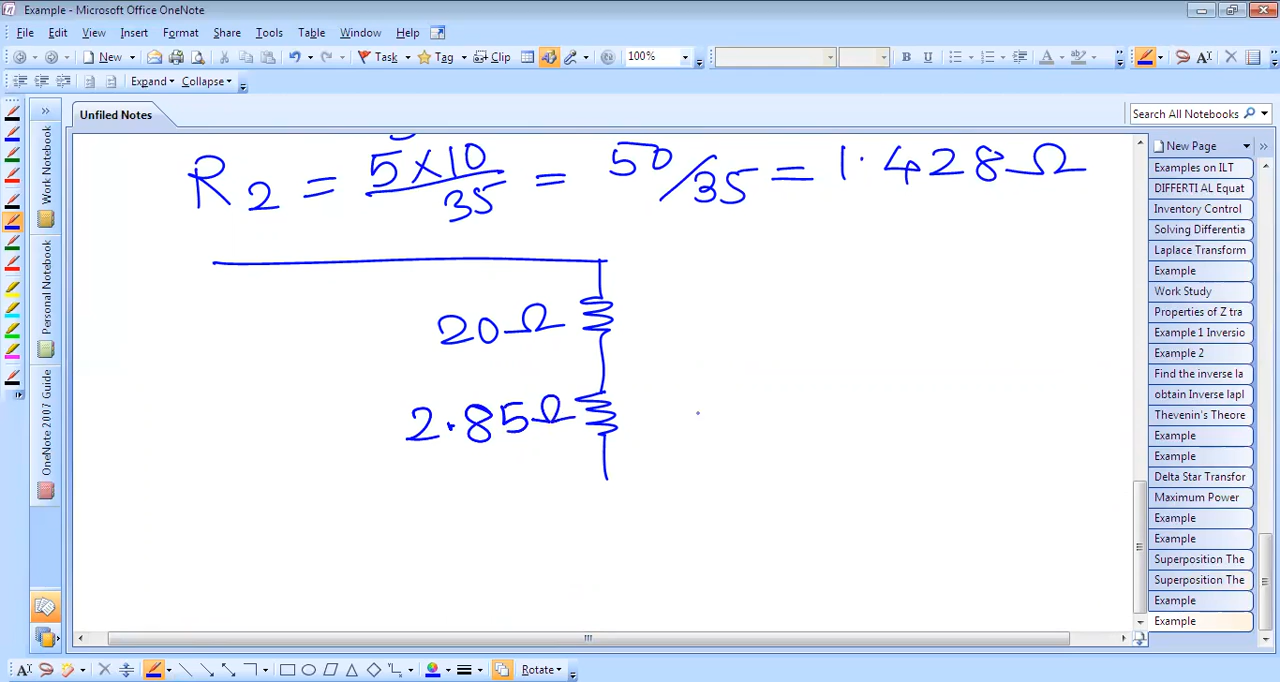 Example - Microsoft Office OneNote
File Edit View Insert Format Share Tools Table Window Help
New Task Tag Clip 100% B U A ab
Expand Collapse
Unfiled Notes
Search All Notebooks
New Page
Work Notebook
Personal Notebook
OneNote 2007 Guide
R2 = 5×10/35 = 50/35 = 1.428Ω
20Ω
2.85Ω
Examples on ILT
DIFFERTI AL Equat
Inventory Control
Solving Differentia
Laplace Transform
Example
Work Study
Properties of Z tra
Example 1 Inversio
Example 2
Find the inverse la
obtain Inverse lapl
Thevenin's Theore
Example
Example
Delta Star Transfor
Maximum Power
Example
Example
Superposition The
Superposition The
Example
Example
A Rotate